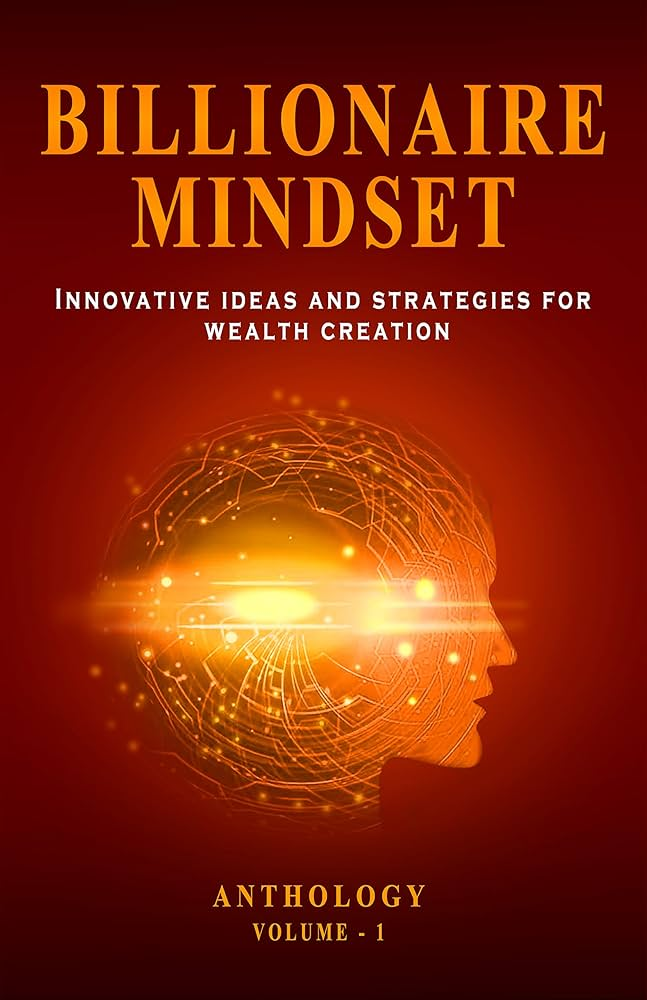 BILLIONAIRE
MINDSET
INNOVATIVE IDEAS AND STRATEGIES FOR
WEALTH CREATION
ANTHOLOGY
VOLUME - 1